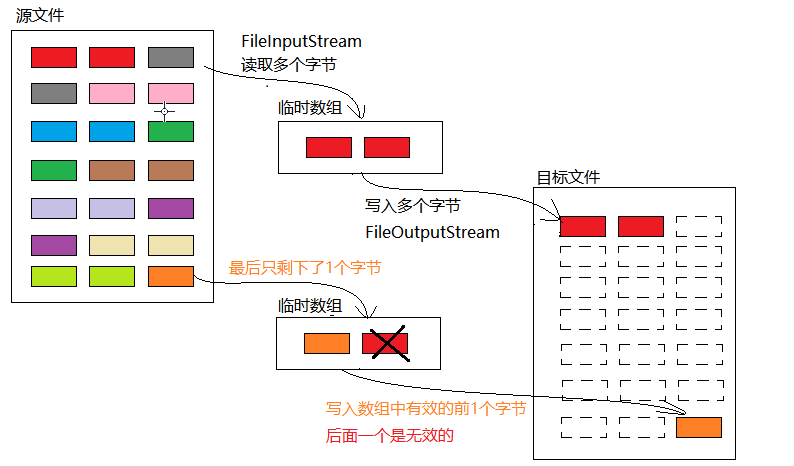 源文件
FileInputStream
读取多个字节
临时数组
目标文件
写入多个字节
FileOutputStream
最后只剩下了1个字节
临时数组
写入数组中有效的前1个字节
后面一个是无效的